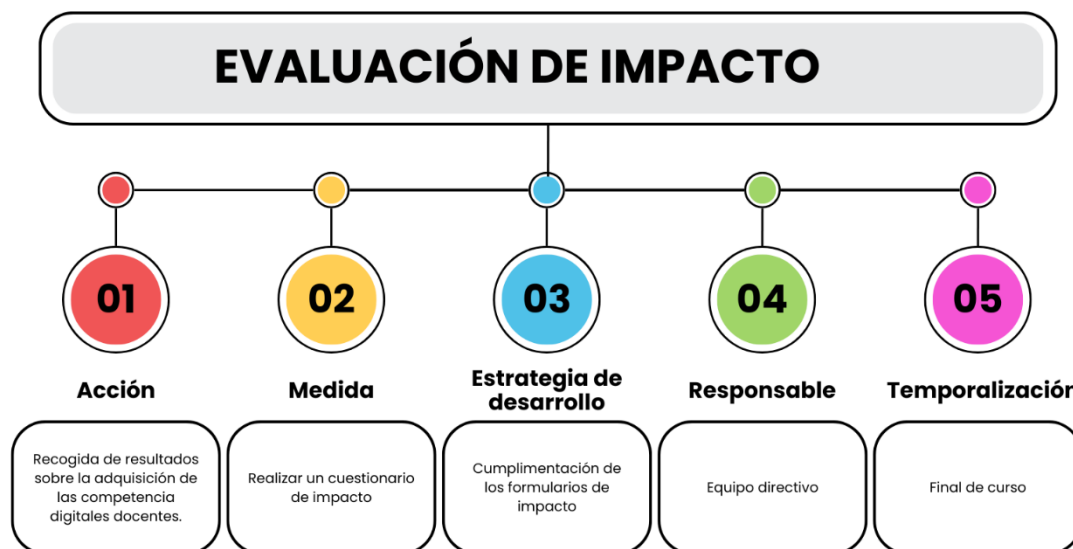 EVALUACIÓN DE IMPACTO
01
02
03
04
05
Acción
Medida
Estrategia de
desarrollo
Responsable
Temporalización
Recogida de resultados
sobre la adquisición de
las competencia
digitales docentes.
Realizar un cuestionario
de impacto
Cumplimentación de
los formularios de
impacto
Equipo directivo
Final de curso